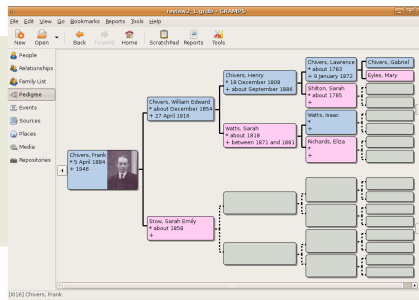 review2_1.grdb - GRAMPS
File Edit View Go Bookmarks Reports Tools Help
New Open Back Forward Home ScratchPad Reports Tools
People
Relationships
Family List
Pedigree
Events
Sources
Places
Media
Repositories
Chivers, Frank
* 5 April 1884
+ 1946
Chivers, William Edward
* about December 1854
+ 27 April 1916
Stow, Sarah Emily
* about 1858
+
Chivers, Henry
* 18 December 1808
+ about September 1886
Watts, Sarah
* about 1818
+ between 1871 and 1881
Chivers, Lawrence
* about 1783
+ 9 January 1872
Shilton, Sarah
* about 1785
+
Watts, Isaac
*
+
Richards, Eliza
*
+
Chivers, Gabriel
Eyles, Mary
[I016] Chivers, Frank